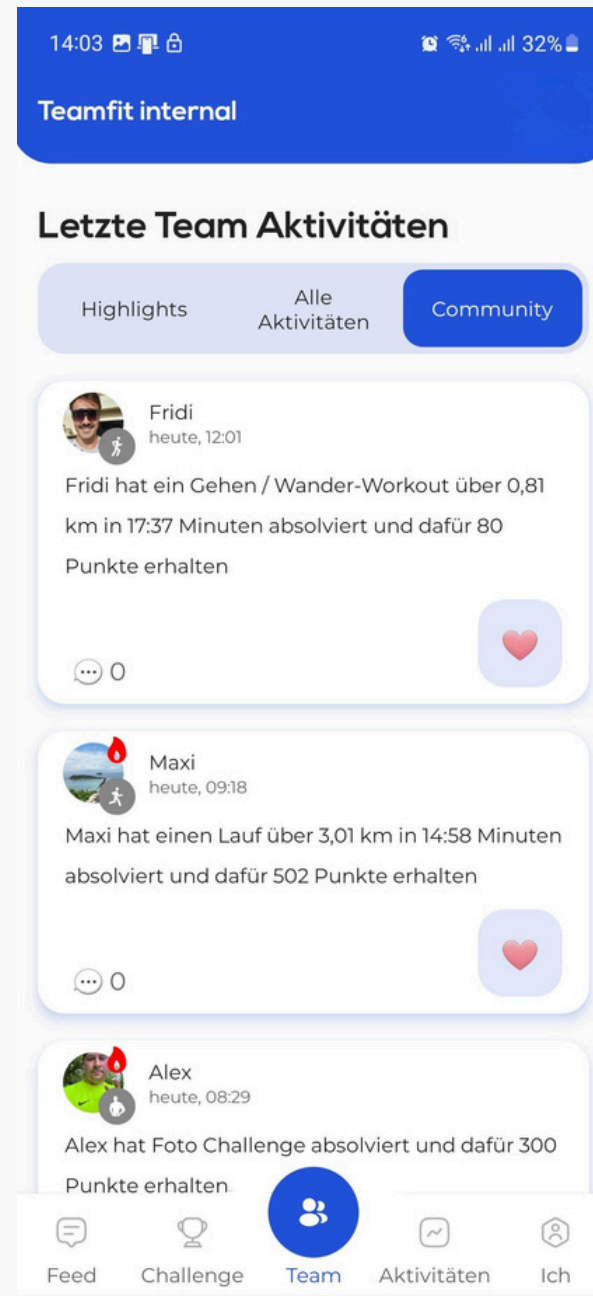 14:03 32%
Teamfit internal
Letzte Team Aktivitäten
Highlights
Alle
Aktivitäten
Community
Fridi
heute, 12:01
Fridi hat ein Gehen / Wander-Workout über 0,81
km in 17:37 Minuten absolviert und dafür 80
Punkte erhalten
0
Maxi
heute, 09:18
Maxi hat einen Lauf über 3,01 km in 14:58 Minuten
absolviert und dafür 502 Punkte erhalten
0
Alex
heute, 08:29
Alex hat Foto Challenge absolviert und dafür 300
Punkte erhalten
Feed Challenge Team Aktivitäten Ich